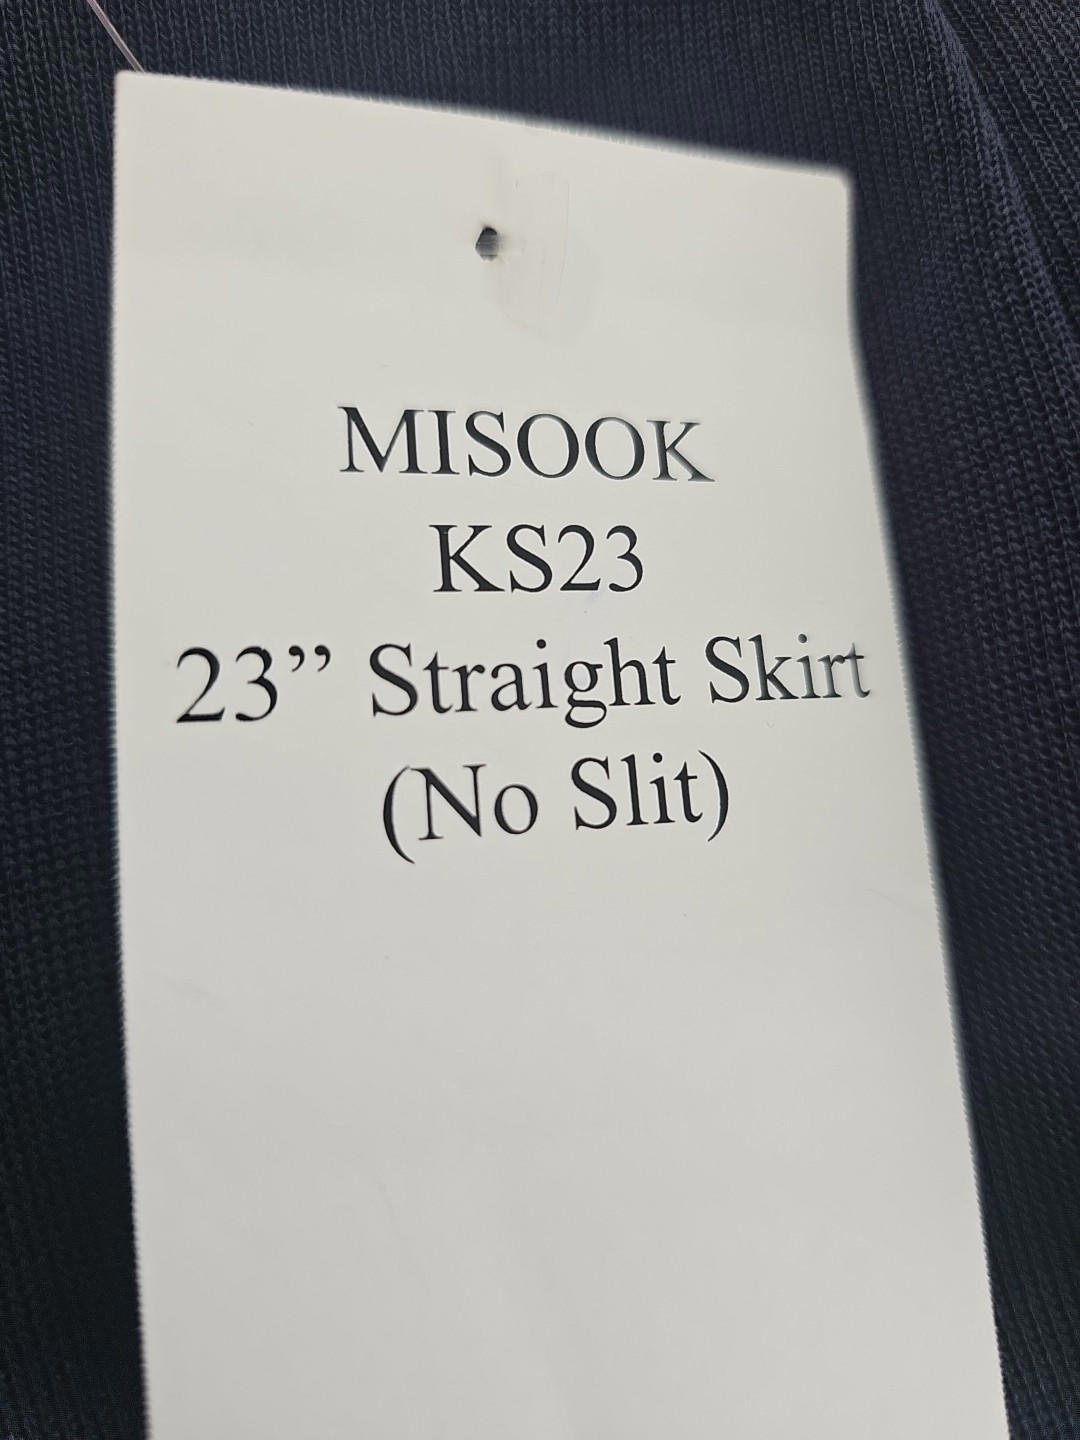 MISOOK
KS23
23” Straight Skirt
(No Slit)